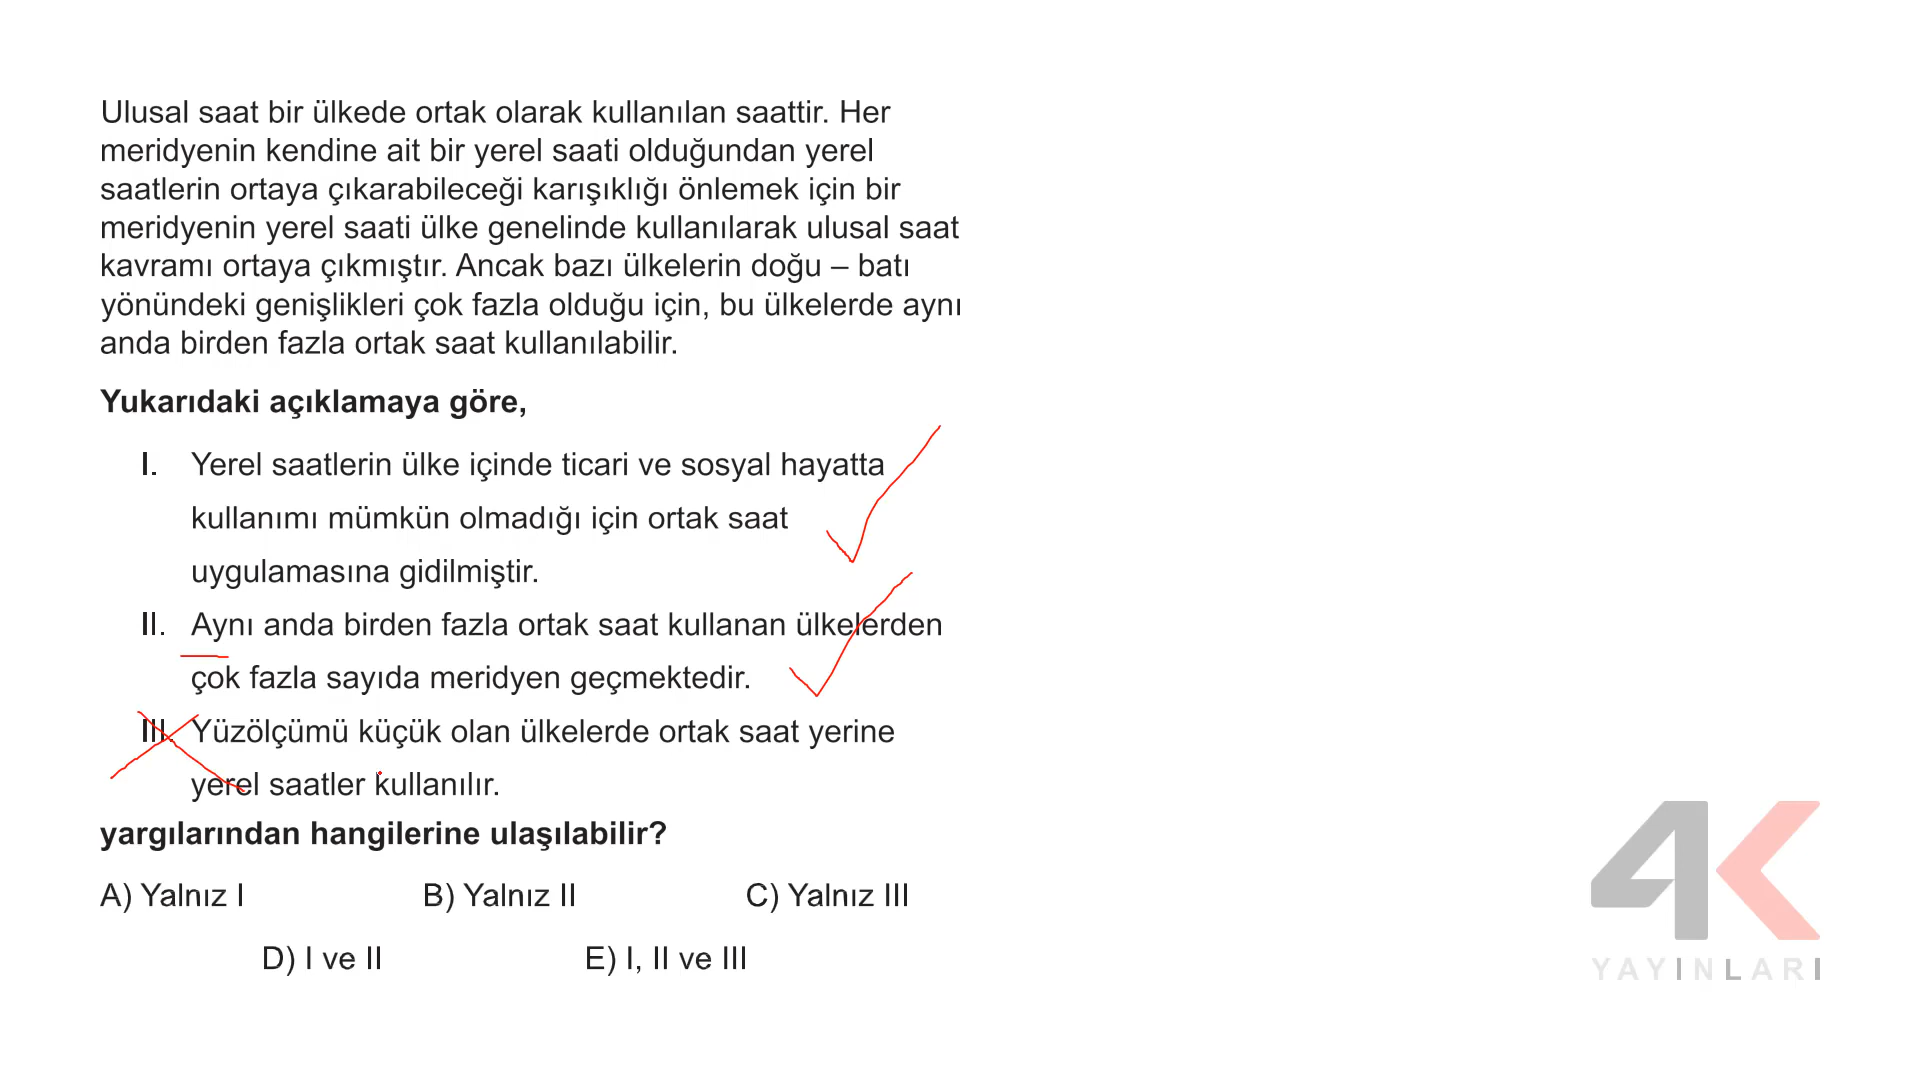 Ulusal saat bir ülkede ortak olarak kullanılan saattir. Her
meridyenin kendine ait bir yerel saati olduğundan yerel
saatlerin ortaya çıkarabileceği karışıklığı önlemek için bir
meridyenin yerel saati ülke genelinde kullanılarak ulusal saat
kavramı ortaya çıkmıştır. Ancak bazı ülkelerin doğu – batı
yönündeki genişlikleri çok fazla olduğu için, bu ülkelerde aynı
anda birden fazla ortak saat kullanılabilir.
Yukarıdaki açıklamaya göre,
I. Yerel saatlerin ülke içinde ticari ve sosyal hayatta
kullanımı mümkün olmadığı için ortak saat
uygulamasına gidilmiştir.
II. Aynı anda birden fazla ortak saat kullanan ülkelerden
çok fazla sayıda meridyen geçmektedir.
III. Yüzölçümü küçük olan ülkelerde ortak saat yerine
yerel saatler kullanılır.
yargılarından hangilerine ulaşılabilir?
A) Yalnız I B) Yalnız II C) Yalnız III
D) I ve II E) I, II ve III
4K
YAYINLARI